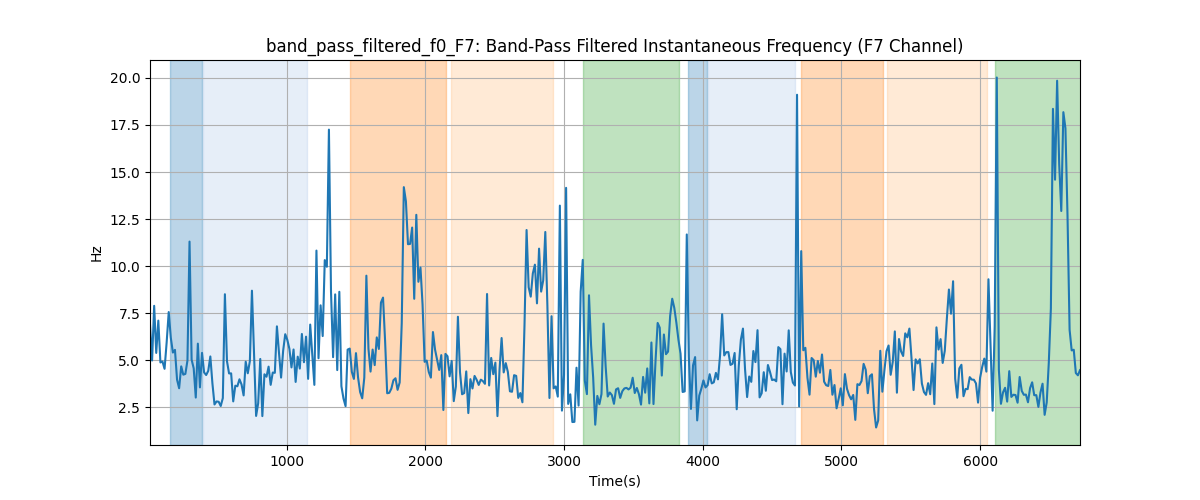 band_pass_filtered_f0_F7: Band-Pass Filtered Instantaneous Frequency (F7 Channel)
20.0
17.5
15.0
12.5
10.0
7.5
5.0
2.5
Hz
1000 2000 3000 4000 5000 6000
Time(s)